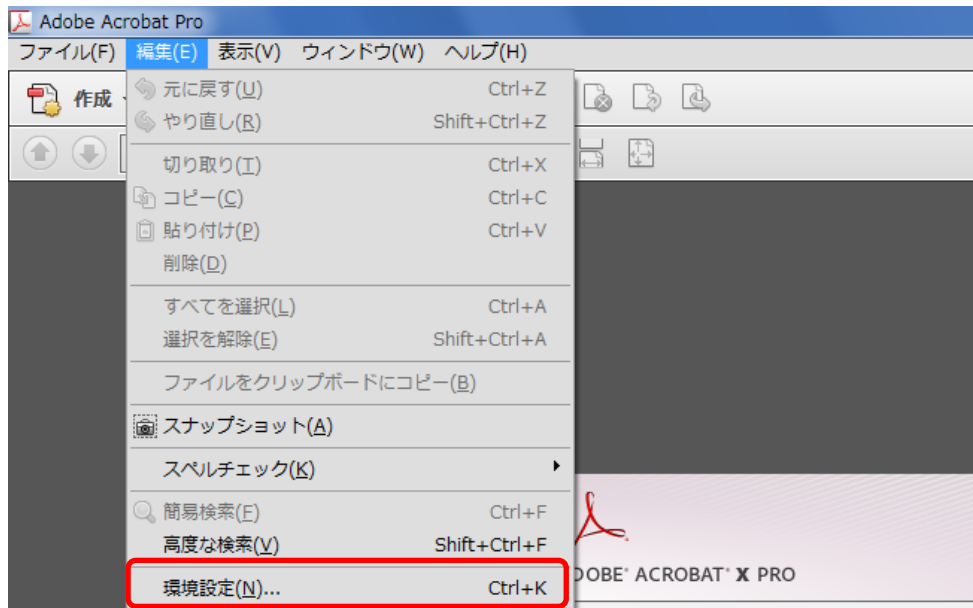 Adobe Acrobat Pro
ファイル(F) 編集(E) 表示(V) ウィンドウ(W) ヘルプ(H)
作成
元に戻す(U) Ctrl+Z
やり直し(R) Shift+Ctrl+Z
切り取り(T) Ctrl+X
コピー(C) Ctrl+C
貼り付け(P) Ctrl+V
削除(D)
すべてを選択(L) Ctrl+A
選択を解除(E) Shift+Ctrl+A
ファイルをクリップボードにコピー(B)
スナップショット(A)
スペルチェック(K)
簡易検索(F) Ctrl+F
高度な検索(V) Shift+Ctrl+F
環境設定(N)... Ctrl+K
DOBE® ACROBAT® X PRO